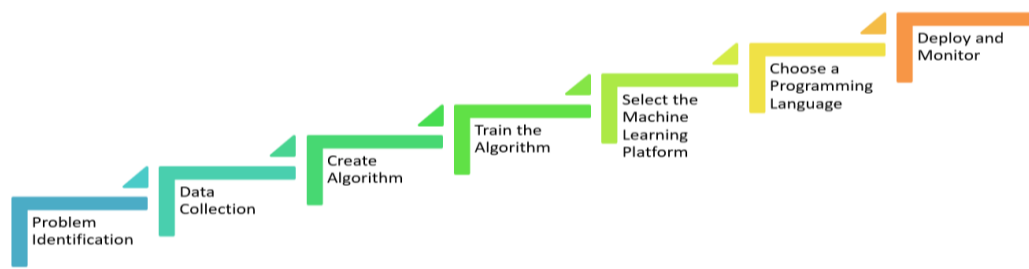 Problem
Identification
Data
Collection
Create
Algorithm
Train the
Algorithm
Select the
Machine
Learning
Platform
Choose a
Programming
Language
Deploy and
Monitor